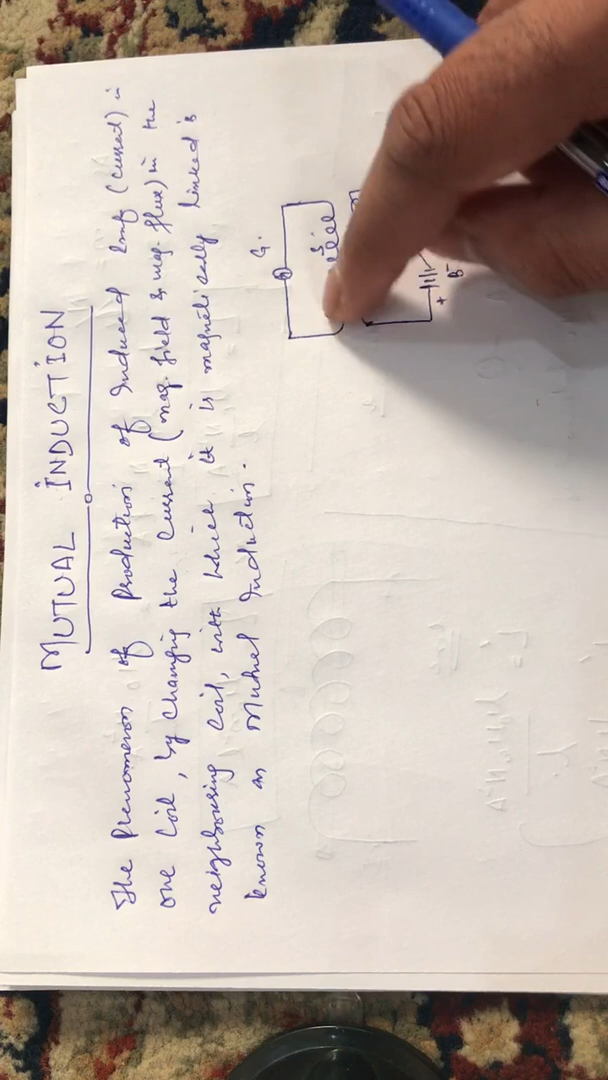 MUTUAL INDUCTION
The Phenomenon of Production of Induced Emf (current) in
one coil, by changing the current (mag. field & mag. flux) in the
neighbouring coil, with which it is magnetically linked is
known as Mutual Induction.
G.
S
+
B -